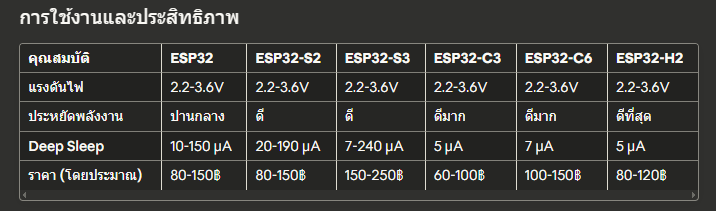 การใช้งานและประสิทธิภาพ
คุณสมบัติ ESP32 ESP32-S2 ESP32-S3 ESP32-C3 ESP32-C6 ESP32-H2
แรงดันไฟ 2.2-3.6V 2.2-3.6V 2.2-3.6V 2.2-3.6V 2.2-3.6V 2.2-3.6V
ประหยัดพลังงาน ปานกลาง ดี ดี ดีมาก ดีมาก ดีที่สุด
Deep Sleep 10-150 µA 20-190 µA 7-240 µA 5 µA 7 µA 5 µA
ราคา (โดยประมาณ) 80-150฿ 80-150฿ 150-250฿ 60-100฿ 100-150฿ 80-120฿